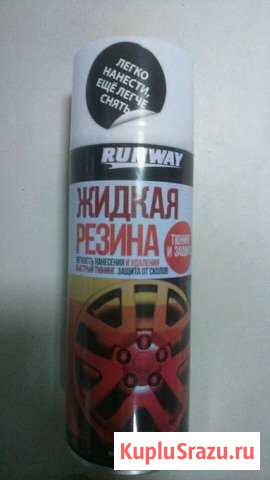 ЛЕГКО
НАНЕСТИ,
ЕЩЁ ЛЕГЧЕ
СНЯТЬ
RUNWAY
ЖИДКАЯ
РЕЗИНА
ТЮНИНГ
И ЗАЩИТА
ЛЕГКОСТЬ НАНЕСЕНИЯ И УДАЛЕНИЯ
БЫСТРЫЙ ТЮНИНГ ЗАЩИТА ОТ СКОЛОВ
KupluSrazu.ru